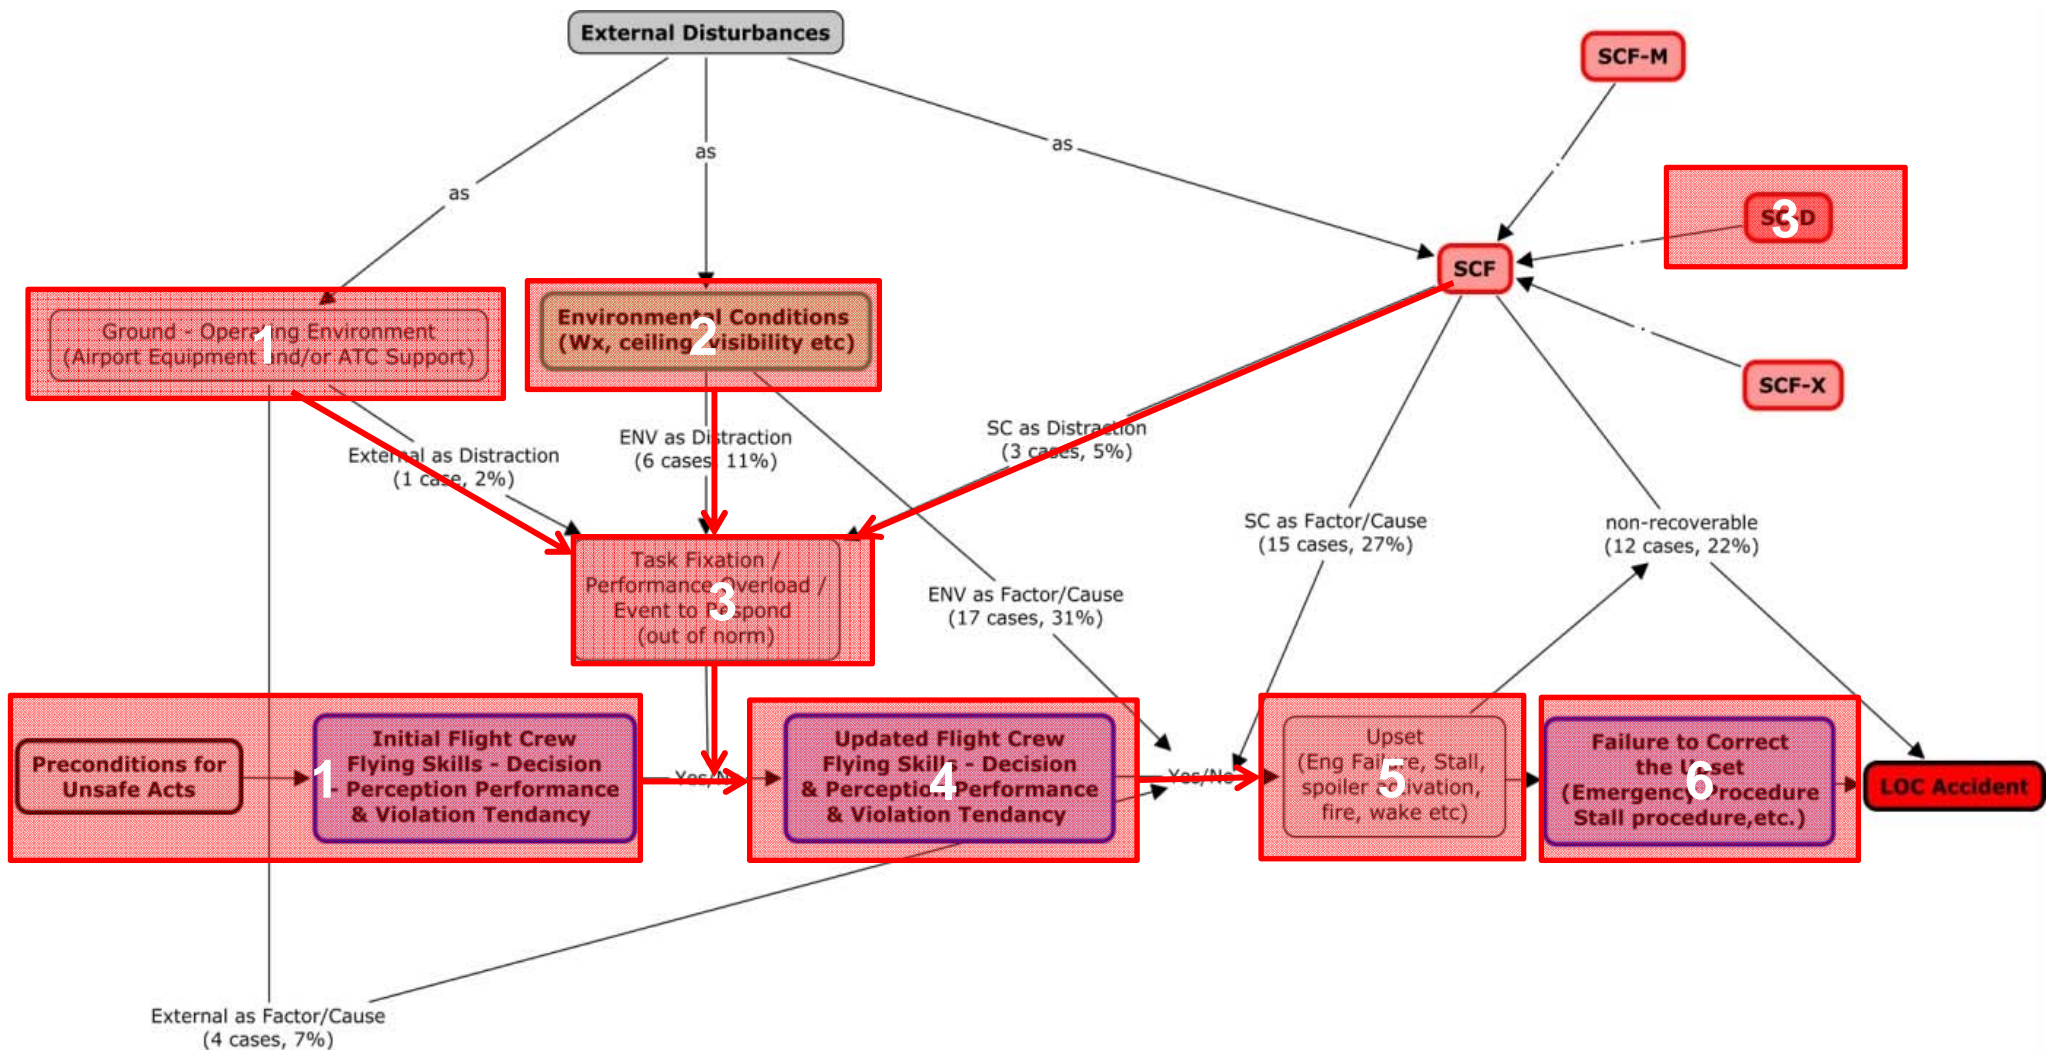 External Disturbances
SCF-M
as
as
as
3
SCF
SCF-X
Ground - Operating Environment
(Airport Equipment and/or ATC Support)
1
Environmental Conditions
(Wx, ceiling, visibility etc)
2
External as Distraction
(1 case, 2%)
ENV as Distraction
(6 cases, 11%)
SC as Distraction
(3 cases, 5%)
SC as Factor/Cause
(15 cases, 27%)
non-recoverable
(12 cases, 22%)
Task Fixation /
Performance Overload /
Event to Respond
(out of norm)
3
ENV as Factor/Cause
(17 cases, 31%)
Preconditions for
Unsafe Acts
1
Initial Flight Crew
Flying Skills - Decision
- Perception Performance
& Violation Tendancy
Yes/No
Updated Flight Crew
Flying Skills - Decision
& Perception Performance
& Violation Tendancy
4
Yes/No
Upset
(Eng Failure, Stall,
spoiler activation,
fire, wake etc)
5
Failure to Correct
the Upset
(Emergency Procedure
Stall procedure,etc.)
6
LOC Accident
External as Factor/Cause
(4 cases, 7%)